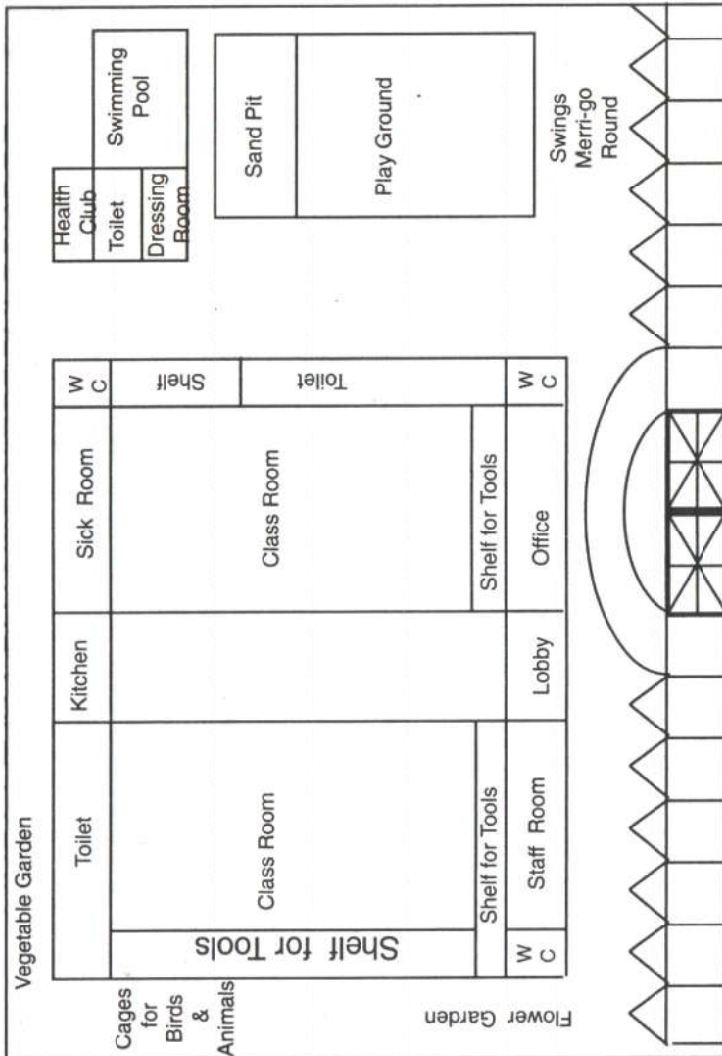 Vegetable Garden
Toilet
Kitchen
Sick Room
W
C
Health
Club
Toilet
Dressing
Room
Swimming
Pool
Cages
for
Birds
&
Animals
Shelf for Tools
Class Room
Class Room
Shelf
Toilet
Sand Pit
Play Ground
Shelf for Tools
Shelf for Tools
Flower Garden
W
C
Staff Room
Lobby
Office
W
C
Swings
Merri-go
Round